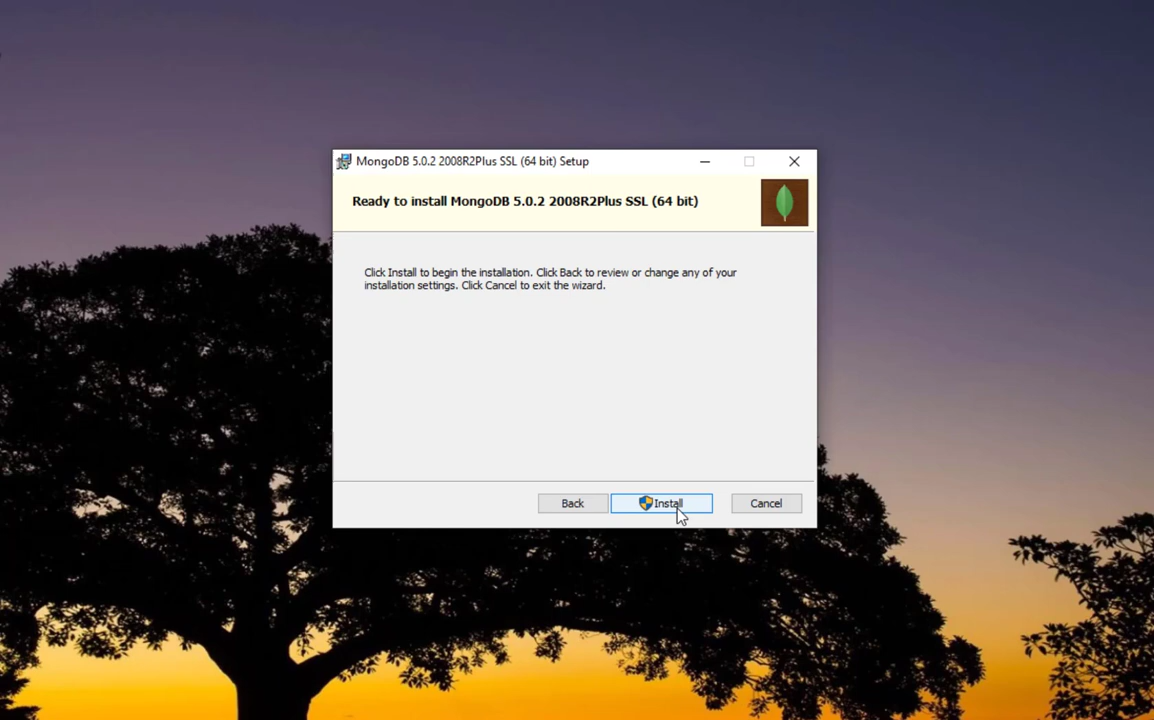 MongoDB 5.0.2 2008R2Plus SSL (64 bit) Setup
Ready to install MongoDB 5.0.2 2008R2Plus SSL (64 bit)
Click Install to begin the installation. Click Back to review or change any of your
installation settings. Click Cancel to exit the wizard.
Back Install Cancel